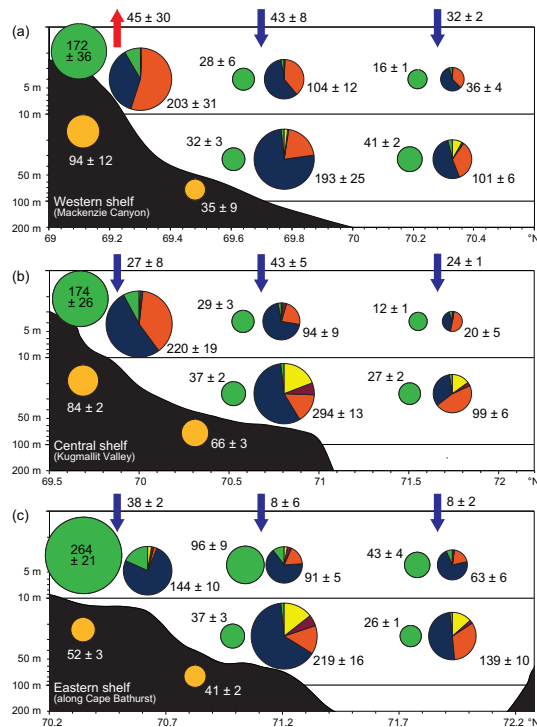 45 ± 30
43 ± 8
32 ± 2
(a)
172
± 36
28 ± 6
16 ± 1
5 m
104 ± 12
36 ± 4
203 ± 31
10 m
32 ± 3
41 ± 2
94 ± 12
50 m
193 ± 25
101 ± 6
35 ± 9
100 m
Western shelf
(Mackenzie Canyon)
200 m
69 69.2 69.4 69.6 69.8 70 70.2 70.4 °N
27 ± 8
43 ± 5
24 ± 1
(b)
174
± 26
29 ± 3
12 ± 1
5 m
94 ± 9
20 ± 5
220 ± 19
10 m
37 ± 2
27 ± 2
84 ± 2
50 m
294 ± 13
99 ± 6
66 ± 3
100 m
Central shelf
(Kugmallit Valley)
200 m
69.5 70 70.5 71 71.5 72 °N
38 ± 2
8 ± 6
8 ± 2
(c)
264
± 21
96 ± 9
43 ± 4
5 m
144 ± 10
91 ± 5
63 ± 6
10 m
37 ± 3
26 ± 1
52 ± 3
50 m
219 ± 16
139 ± 10
41 ± 2
100 m
Eastern shelf
(along Cape Bathurst)
200 m
70.2 70.7 71.2 71.7 72.2 °N